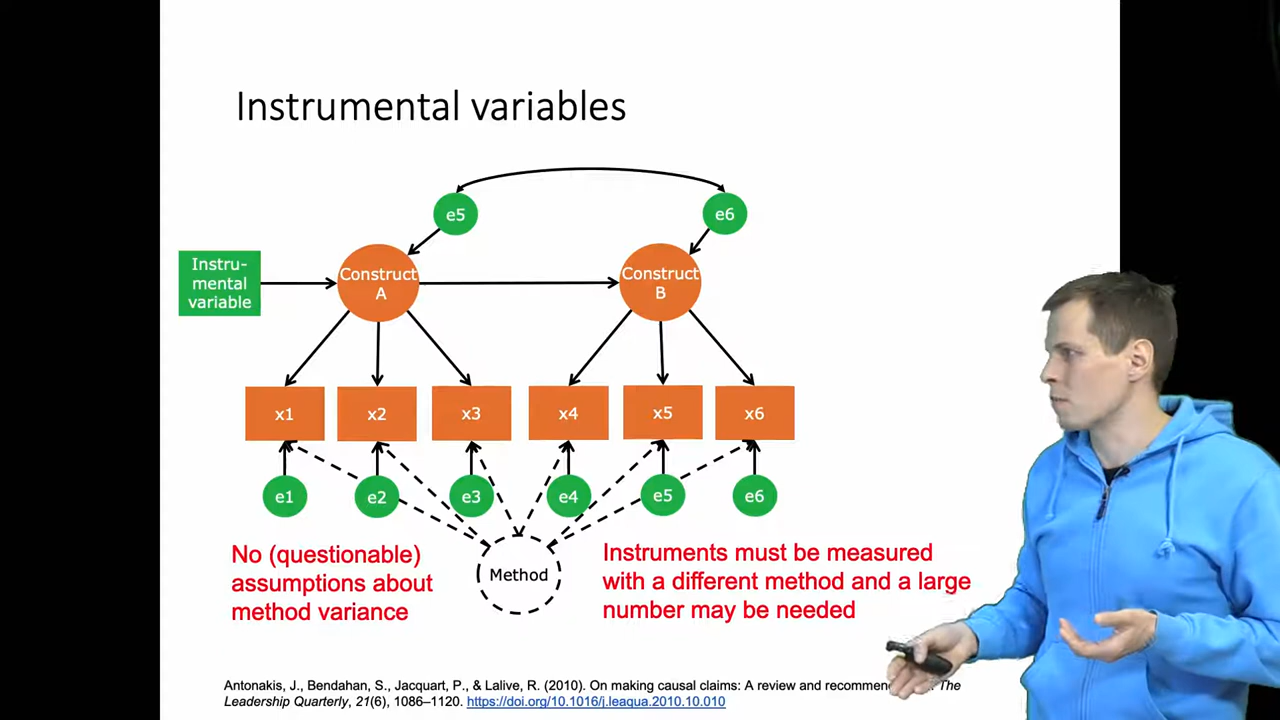 Instrumental variables
e5
e6
Instru-
mental
variable
Construct
A
Construct
B
x1
x2
x3
x4
x5
x6
e1
e2
e3
e4
e5
e6
No (questionable)
assumptions about
method variance
Method
Instruments must be measured
with a different method and a large
number may be needed
Antonakis, J., Bendahan, S., Jacquart, P., & Lalive, R. (2010). On making causal claims: A review and The
Leadership Quarterly, 21(6), 1086–1120. https://doi.org/10.1016/j.leaqua.2010.10.010